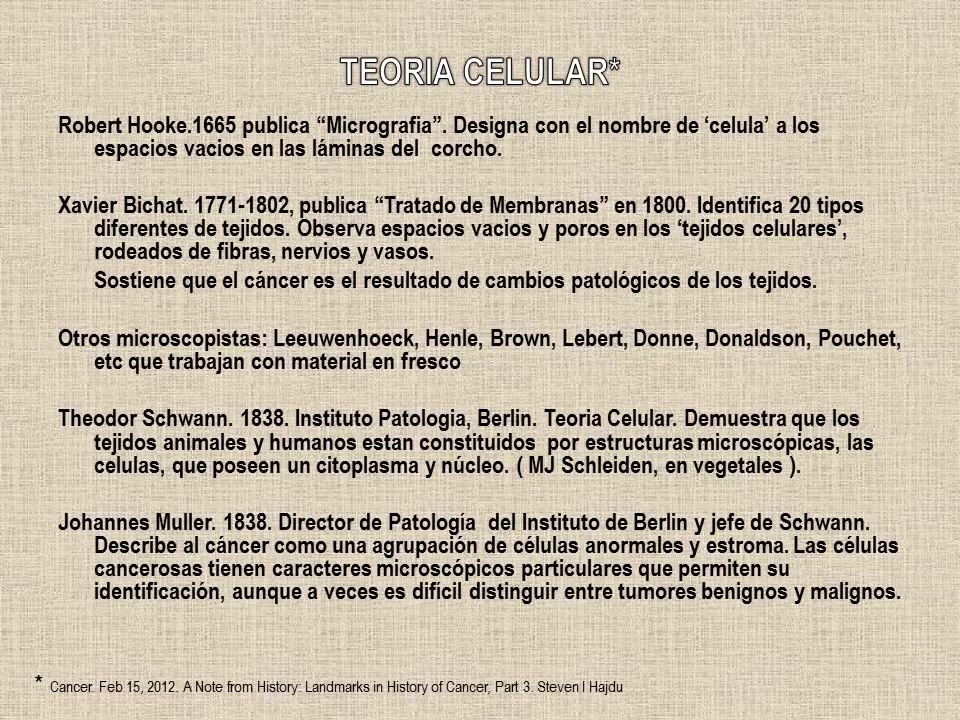 TEORIA CELULAR*
Robert Hooke.1665 publica “Micrografia”. Designa con el nombre de ‘celula’ a los
espacios vacios en las láminas del corcho.
Xavier Bichat. 1771-1802, publica “Tratado de Membranas” en 1800. Identifica 20 tipos
diferentes de tejidos. Observa espacios vacios y poros en los ‘tejidos celulares’,
rodeados de fibras, nervios y vasos.
Sostiene que el cáncer es el resultado de cambios patológicos de los tejidos.
Otros microscopistas: Leeuwenhoeck, Henle, Brown, Lebert, Donne, Donaldson, Pouchet,
etc que trabajan con material en fresco
Theodor Schwann. 1838. Instituto Patologia, Berlin. Teoria Celular. Demuestra que los
tejidos animales y humanos estan constituidos por estructuras microscópicas, las
celulas, que poseen un citoplasma y núcleo. ( MJ Schleiden, en vegetales ).
Johannes Muller. 1838. Director de Patología del Instituto de Berlin y jefe de Schwann.
Describe al cáncer como una agrupación de células anormales y estroma. Las células
cancerosas tienen caracteres microscópicos particulares que permiten su
identificación, aunque a veces es dificil distinguir entre tumores benignos y malignos.
* Cancer. Feb 15, 2012. A Note from History: Landmarks in History of Cancer, Part 3. Steven I Hajdu